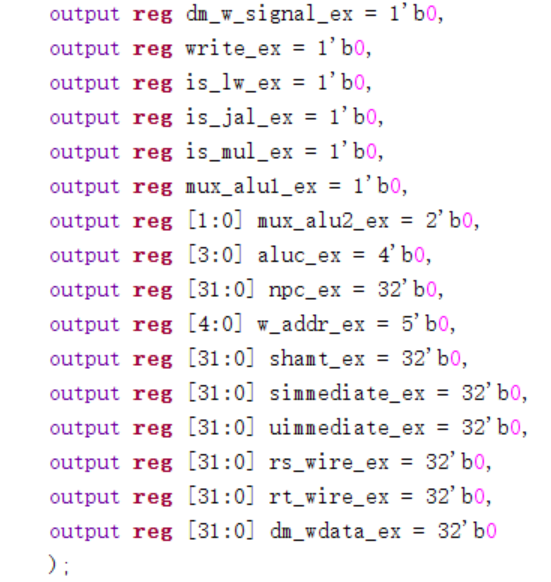 output reg dm_w_signal_ex = 1'b0,
output reg write_ex = 1'b0,
output reg is_lw_ex = 1'b0,
output reg is_jal_ex = 1'b0,
output reg is_mul_ex = 1'b0,
output reg mux_alu1_ex = 1'b0,
output reg [1:0] mux_alu2_ex = 2'b0,
output reg [3:0] aluc_ex = 4'b0,
output reg [31:0] npc_ex = 32'b0,
output reg [4:0] w_addr_ex = 5'b0,
output reg [31:0] shamt_ex = 32'b0,
output reg [31:0] simmediate_ex = 32'b0,
output reg [31:0] uimmediate_ex = 32'b0,
output reg [31:0] rs_wire_ex = 32'b0,
output reg [31:0] rt_wire_ex = 32'b0,
output reg [31:0] dm_wdata_ex = 32'b0
);